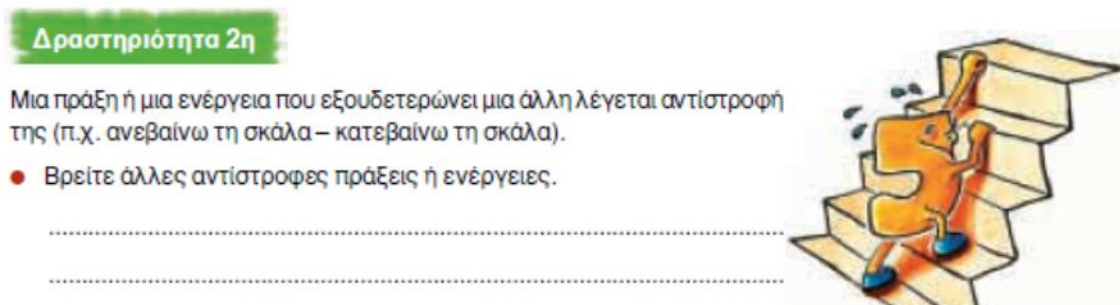 Δραστηριότητα 2η
Μια πράξη ή μια ενέργεια που εξουδετερώνει μια άλλη λέγεται αντίστροφή
της (π.χ. ανεβαίνω τη σκάλα – κατεβαίνω τη σκάλα).
● Βρείτε άλλες αντίστροφες πράξεις ή ενέργειες.
..........................................................................................................
..........................................................................................................